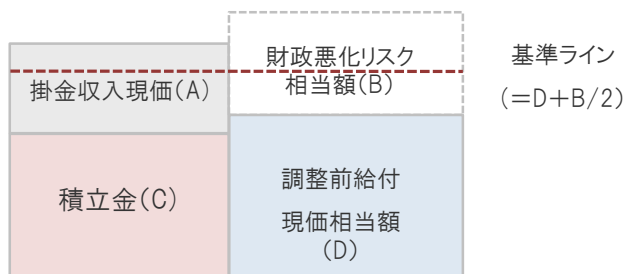 掛金収入現価(A)
積立金(C)
財政悪化リスク
相当額(B)
調整前給付
現価相当額
(D)
基準ライン
(=D+B/2)